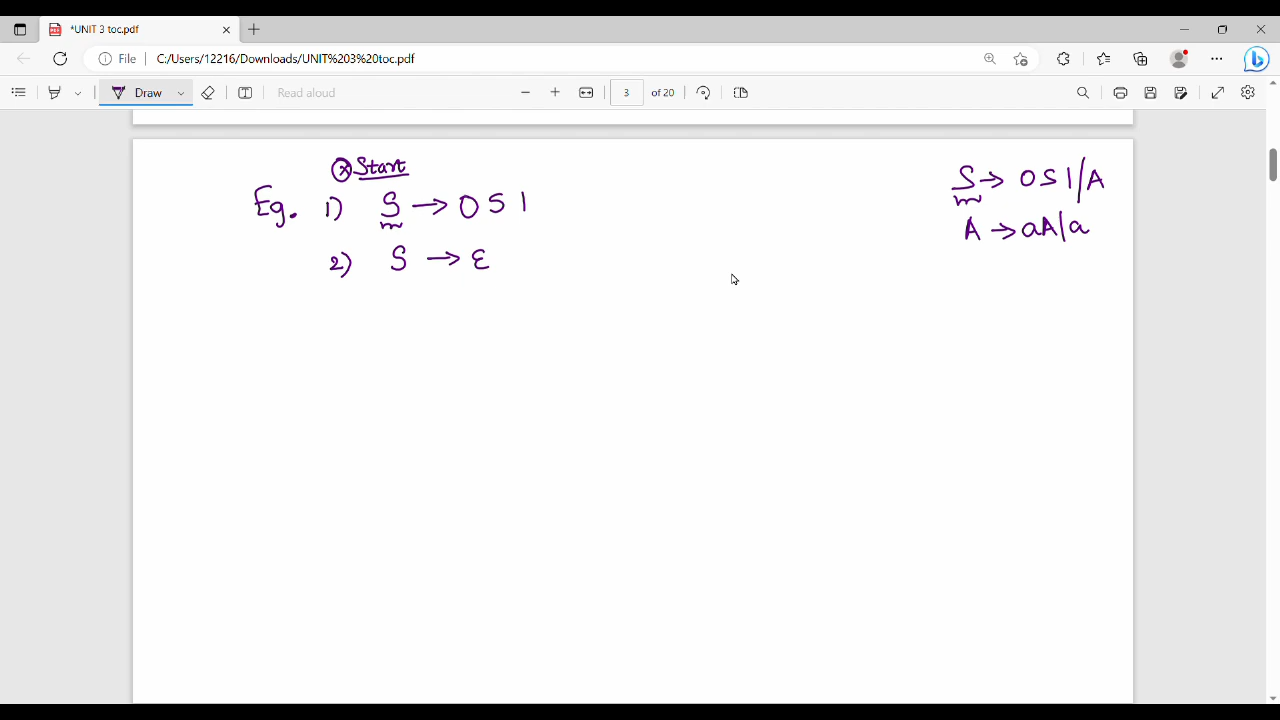 *UNIT 3 toc.pdf
File C:/Users/12216/Downloads/UNIT%203%20toc.pdf
Draw Read aloud 3 of 20
Start
Eg. 1) S → 0 S 1
2) S → ε
S → 0 S 1/A
A → aA/a